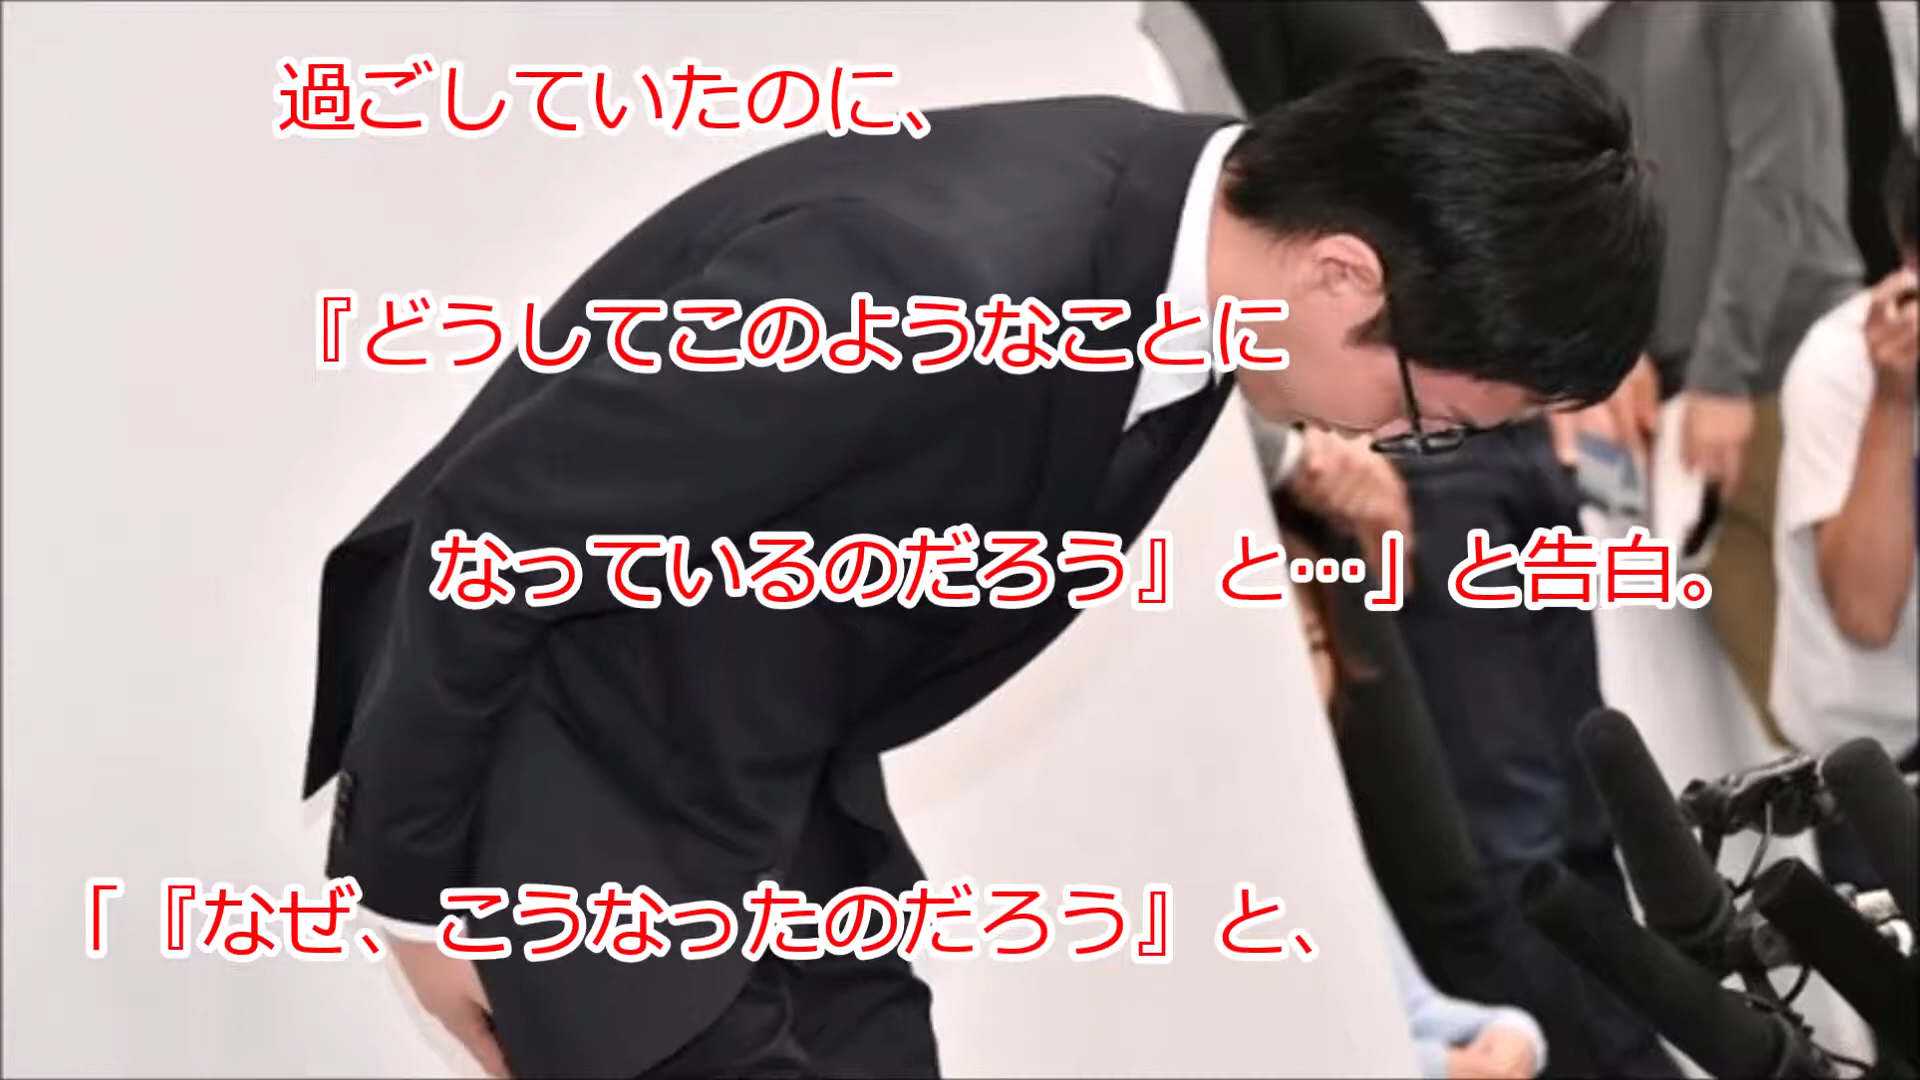 過ごしていたのに、
『どうしてこのようなことに
なっているのだろう』と…」と告白。
「『なぜ、こうなったのだろう』と、